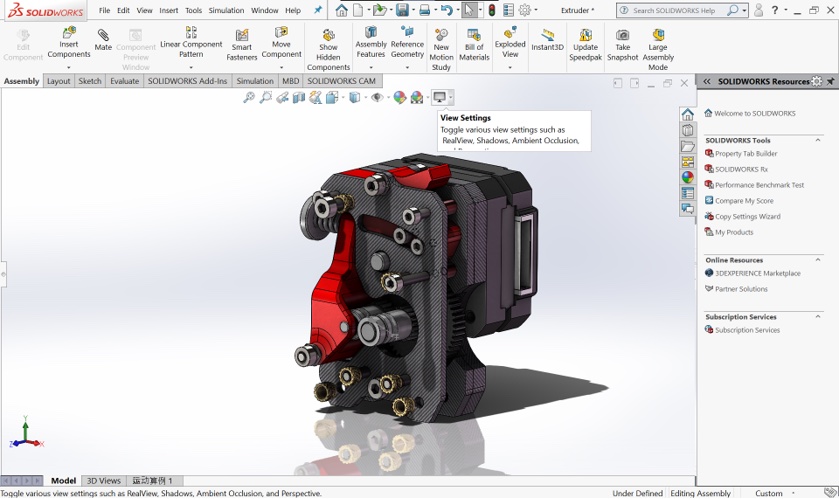 SOLIDWORKS File Edit View Insert Tools Simulation Window Help Extruder * Search SOLIDWORKS Help
Edit Component
Insert Components
Mate
Component Preview Window
Linear Component Pattern
Smart Fasteners
Move Component
Show Hidden Components
Assembly Features
Reference Geometry
New Motion Study
Bill of Materials
Exploded View
Instant3D
Update Speedpak
Take Snapshot
Large Assembly Mode
Assembly Layout Sketch Evaluate SOLIDWORKS Add-Ins Simulation MBD SOLIDWORKS CAM
View Settings
Toggle various view settings such as
RealView, Shadows, Ambient Occlusion,
SOLIDWORKS Resources
Welcome to SOLIDWORKS
SOLIDWORKS Tools
Property Tab Builder
SOLIDWORKS Rx
Performance Benchmark Test
Compare My Score
Copy Settings Wizard
My Products
Online Resources
3DEXPERIENCE Marketplace
Partner Solutions
Subscription Services
Subscription Services
Y
Z X
Model 3D Views 运动算例 1
Toggle various view settings such as RealView, Shadows, Ambient Occlusion, and Perspective. Under Defined Editing Assembly Custom